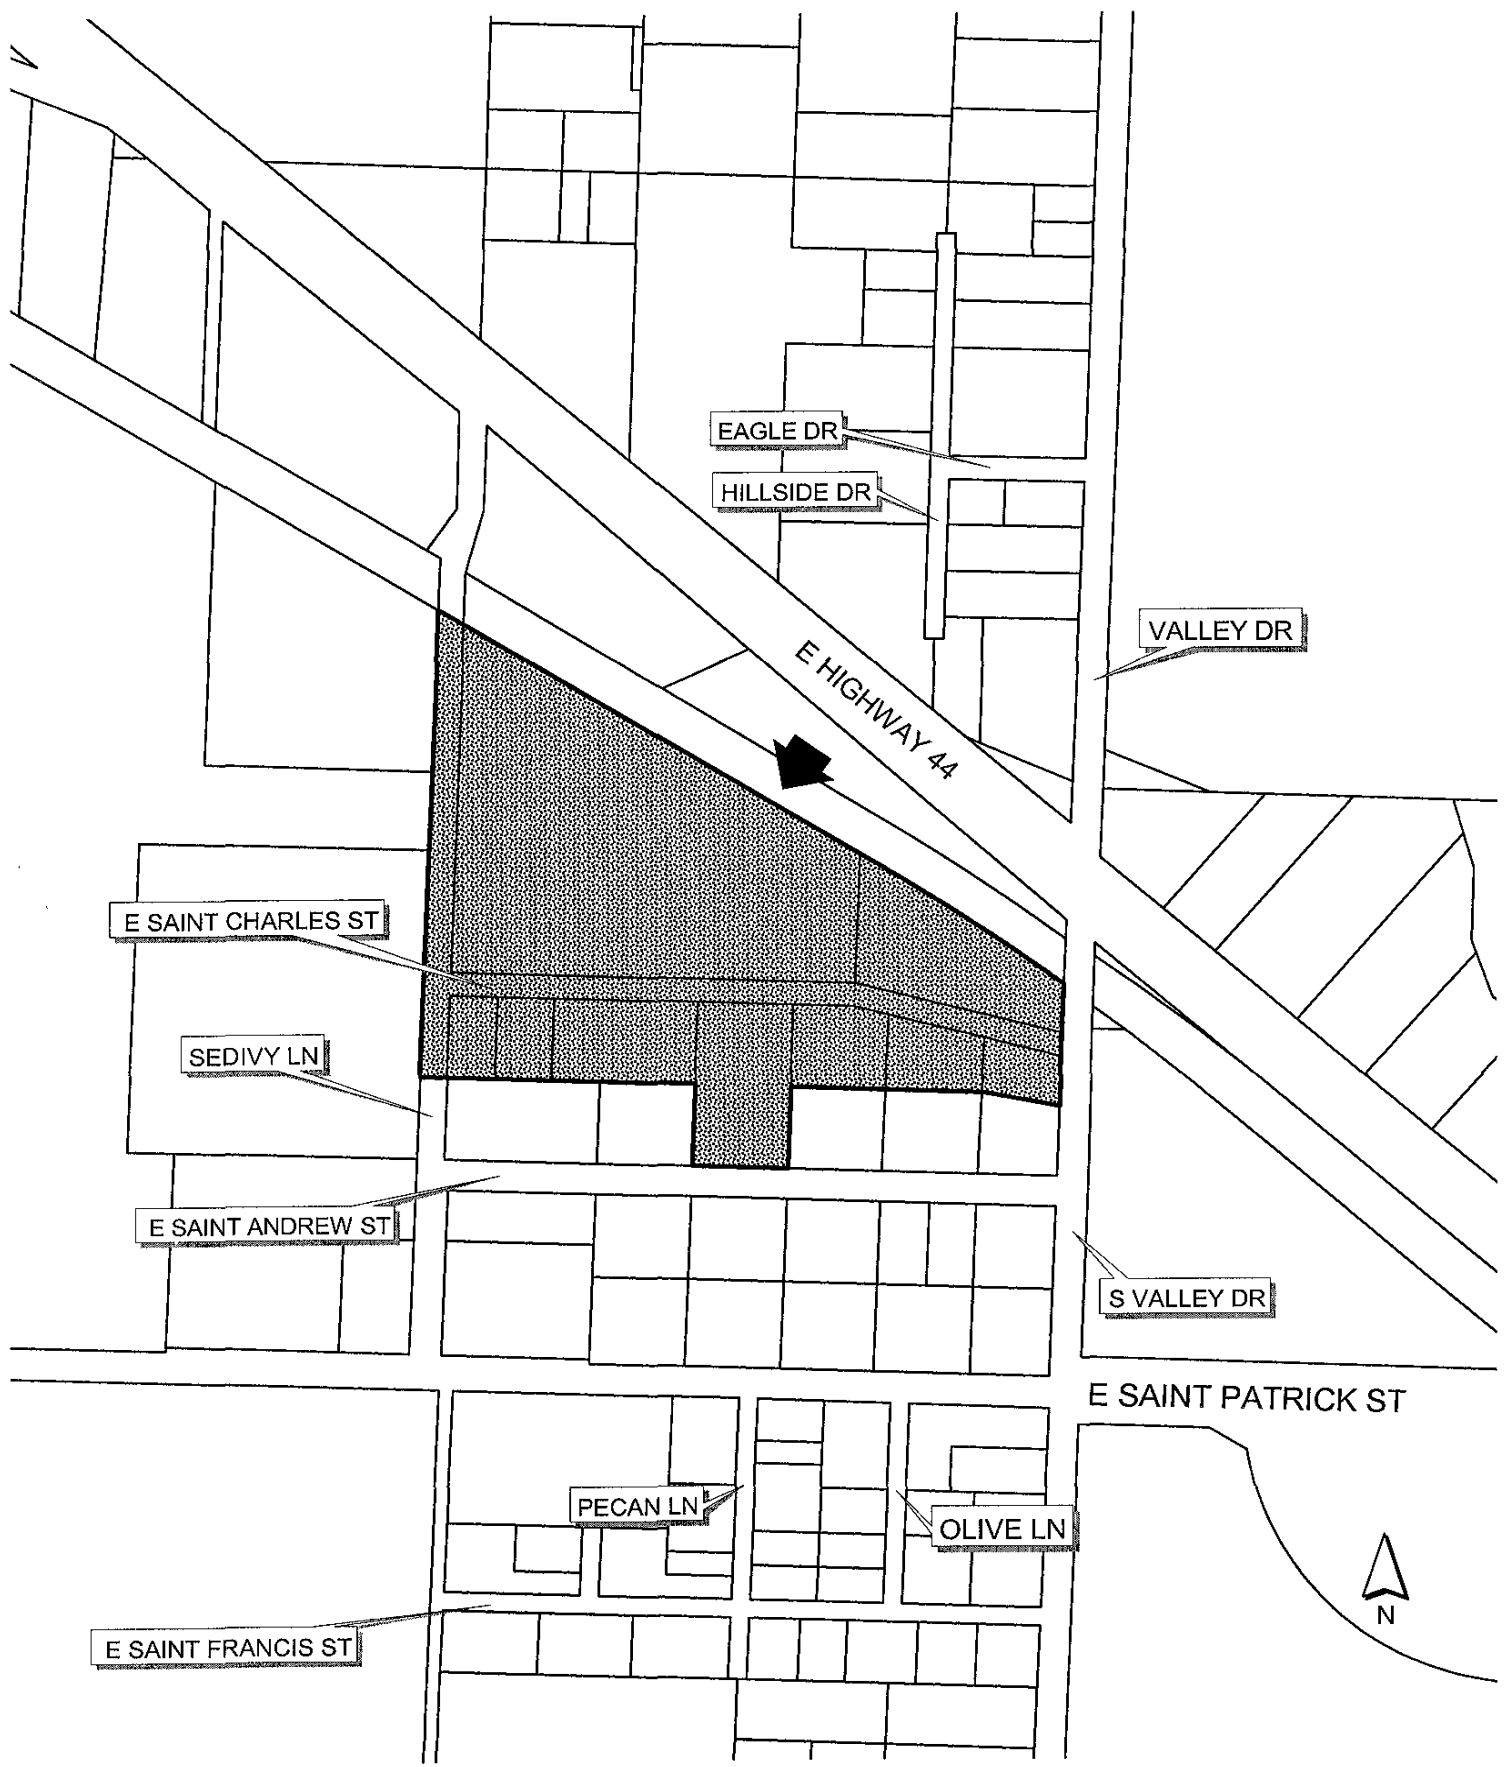 EAGLE DR
HILLSIDE DR
VALLEY DR
E HIGHWAY 44
E SAINT CHARLES ST
SEDIVY LN
E SAINT ANDREW ST
S VALLEY DR
E SAINT PATRICK ST
PECAN LN
OLIVE LN
N
E SAINT FRANCIS ST